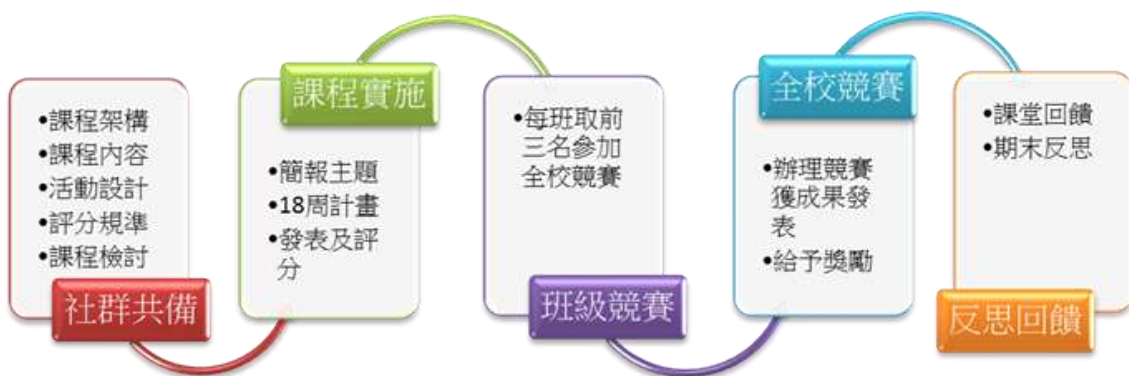 •課程架構
•課程內容
•活動設計
•評分規準
•課程檢討
社群共備
課程實施
•簡報主題
•18周計畫
•發表及評
分
•每班取前
三名參加
全校競賽
班級競賽
全校競賽
•辦理競賽
獲成果發
表
•給予獎勵
•課堂回饋
•期末反思
反思回饋